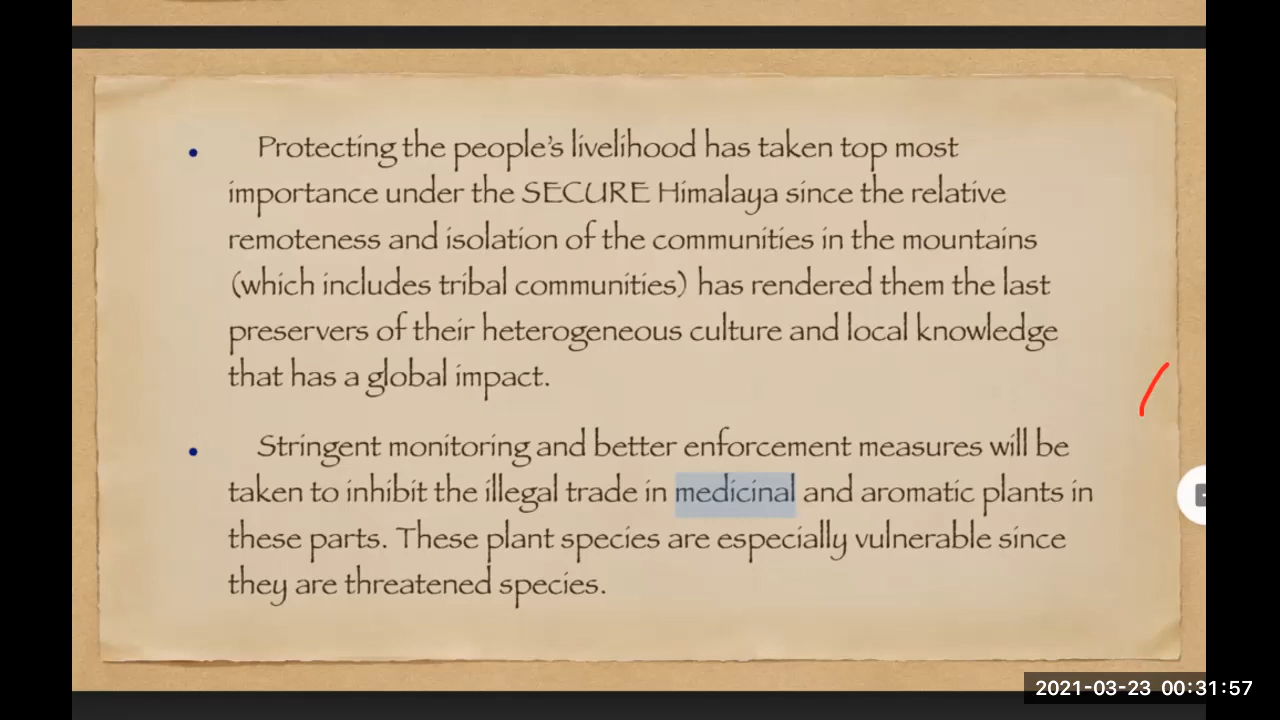 • Protecting the people's livelihood has taken top most
importance under the SECURE Himalaya since the relative
remoteness and isolation of the communities in the mountains
(which includes tribal communities) has rendered them the last
preservers of their heterogeneous culture and local knowledge
that has a global impact.
• Stringent monitoring and better enforcement measures will be
taken to inhibit the illegal trade in medicinal and aromatic plants in
these parts. These plant species are especially vulnerable since
they are threatened species.
2021-03-23 00:31:57